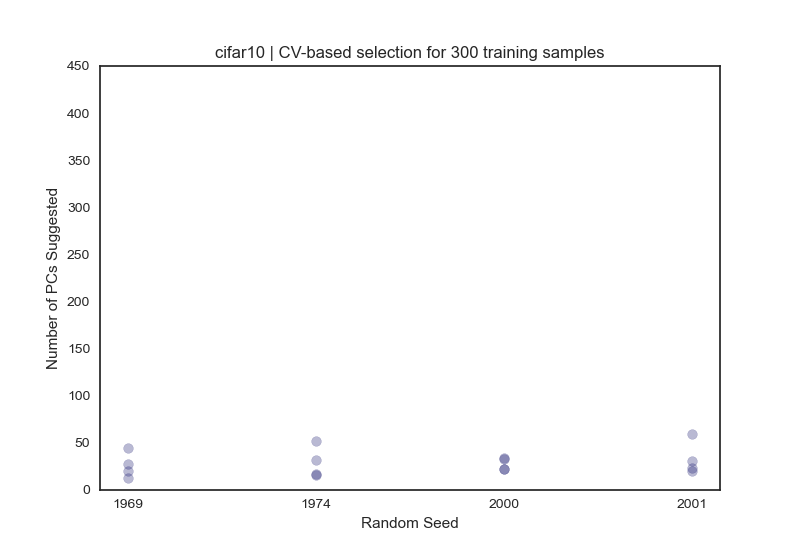 cifar10 | CV-based selection for 300 training samples
450
400
350
300
250
200
150
100
50
0
Number of PCs Suggested
1969 1974 2000 2001
Random Seed